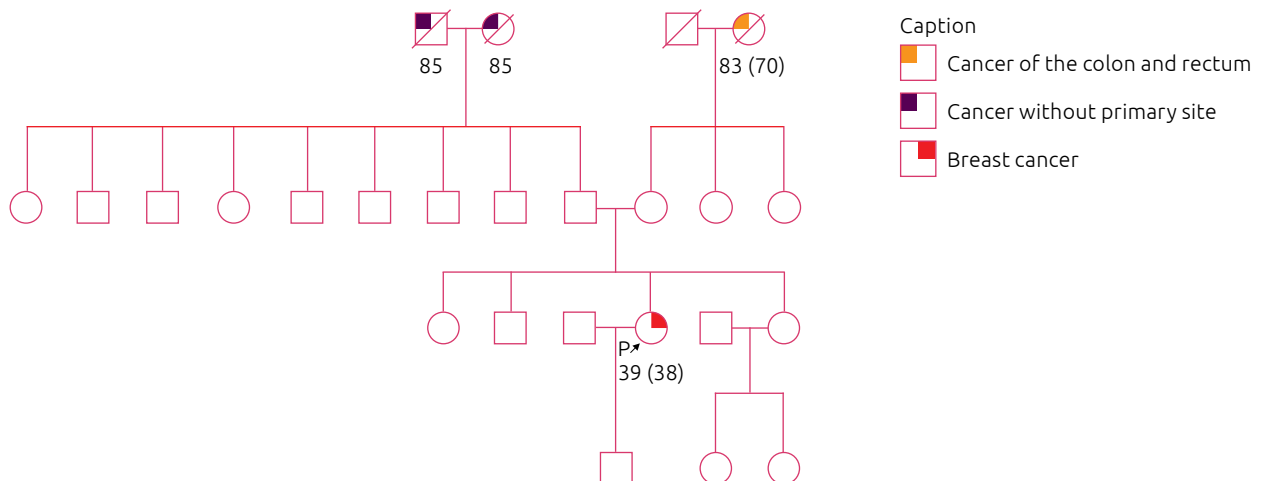 85 85 83 (70)
P
39 (38)
Caption
Cancer of the colon and rectum
Cancer without primary site
Breast cancer